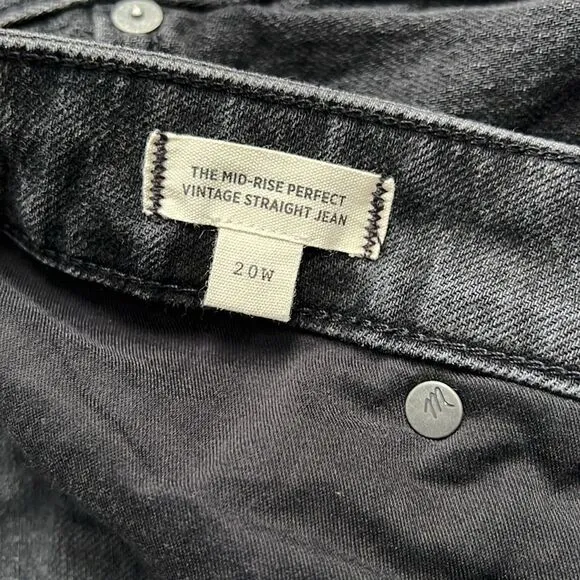 THE MID-RISE PERFECT
VINTAGE STRAIGHT JEAN
20W
m